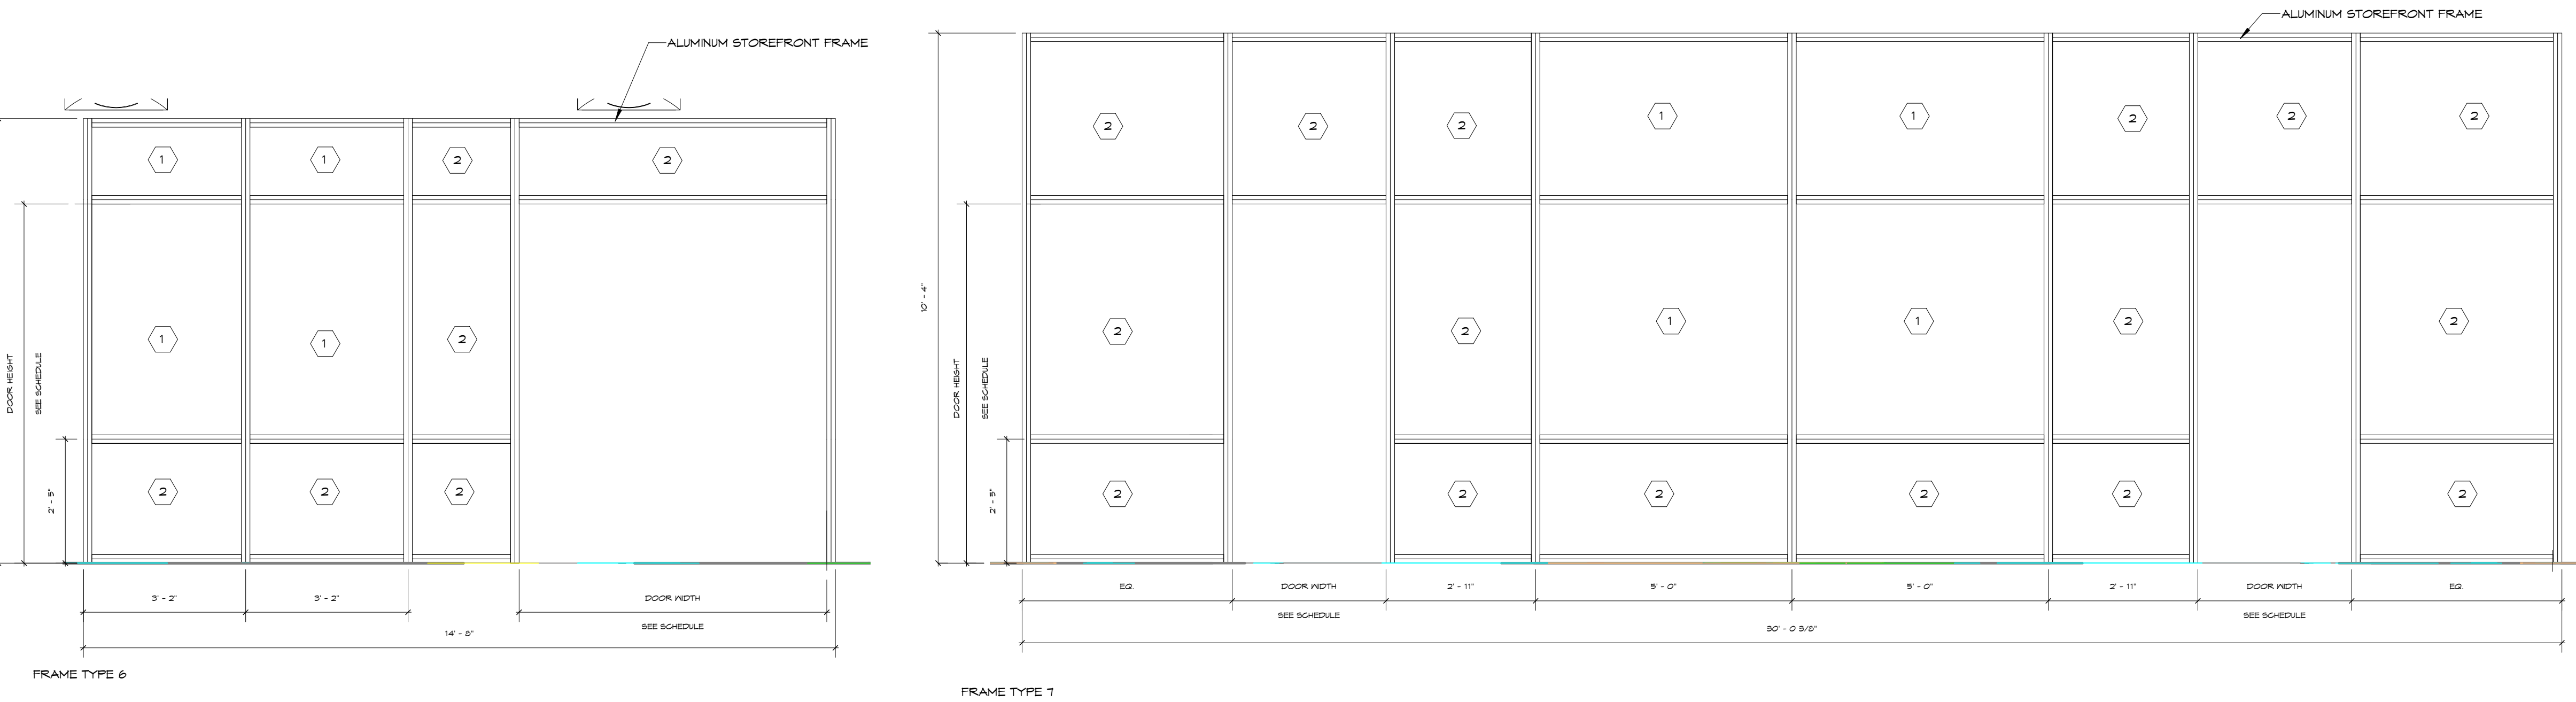 ALUMINUM STOREFRONT FRAME
1
1
2
2
1
1
2
2
2
2
DOOR HEIGHT
SEE SCHEDULE
2' - 5"
3' - 2"
3' - 2"
DOOR WIDTH
SEE SCHEDULE
14' - 8"
FRAME TYPE 6
ALUMINUM STOREFRONT FRAME
2
2
2
1
1
2
2
2
2
2
1
1
2
2
2
2
2
2
2
2
10' - 4"
DOOR HEIGHT
SEE SCHEDULE
2' - 5"
EQ.
DOOR WIDTH
2' - 11"
5' - 0"
5' - 0"
2' - 11"
DOOR WIDTH
EQ.
SEE SCHEDULE
SEE SCHEDULE
30' - 0 3/8"
FRAME TYPE 7